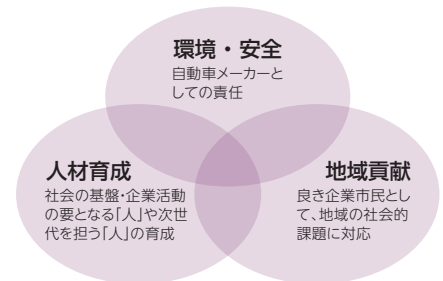 環境・安全
自動車メーカーと
しての責任
人材育成
社会の基盤・企業活動
の要となる「人」や次世
代を担う「人」の育成
地域貢献
良き企業市民とし
て、地域の社会的
課題に対応